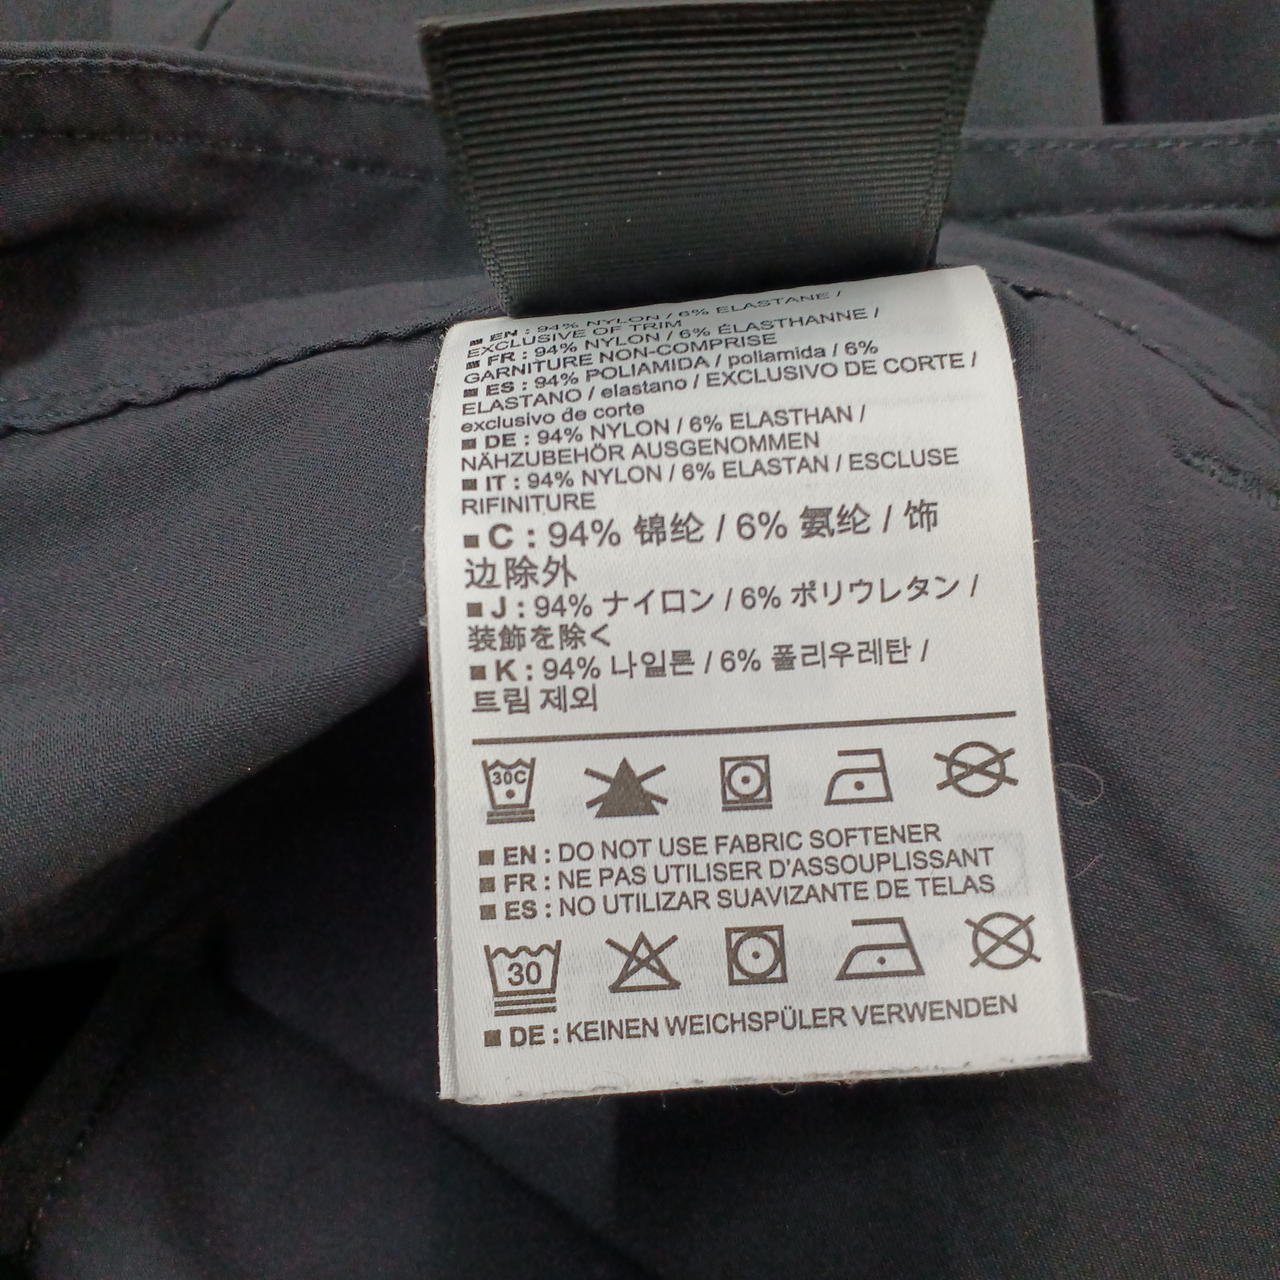 ■ EN : 94% NYLON / 6% ELASTANE /
EXCLUSIVE OF TRIM
■ FR : 94% NYLON / 6% ÉLASTHANNE /
GARNITURE NON-COMPRISE
■ ES : 94% POLIAMIDA / poliamida / 6%
ELASTANO / elastano / EXCLUSIVO DE CORTE /
exclusivo de corte
■ DE : 94% NYLON / 6% ELASTHAN /
NÄHZUBEHÖR AUSGENOMMEN
■ IT : 94% NYLON / 6% ELASTAN / ESCLUSE
RIFINITURE
■ C : 94% 锦纶 / 6% 氨纶 / 饰
边除外
■ J : 94% ナイロン / 6% ポリウレタン /
装飾を除く
■ K : 94% 나일론 / 6% 폴리우레탄 /
트림 제외
30C
■ EN : DO NOT USE FABRIC SOFTENER
■ FR : NE PAS UTILISER D'ASSOUPLISSANT
■ ES : NO UTILIZAR SUAVIZANTE DE TELAS
30
■ DE : KEINEN WEICHSPÜLER VERWENDEN